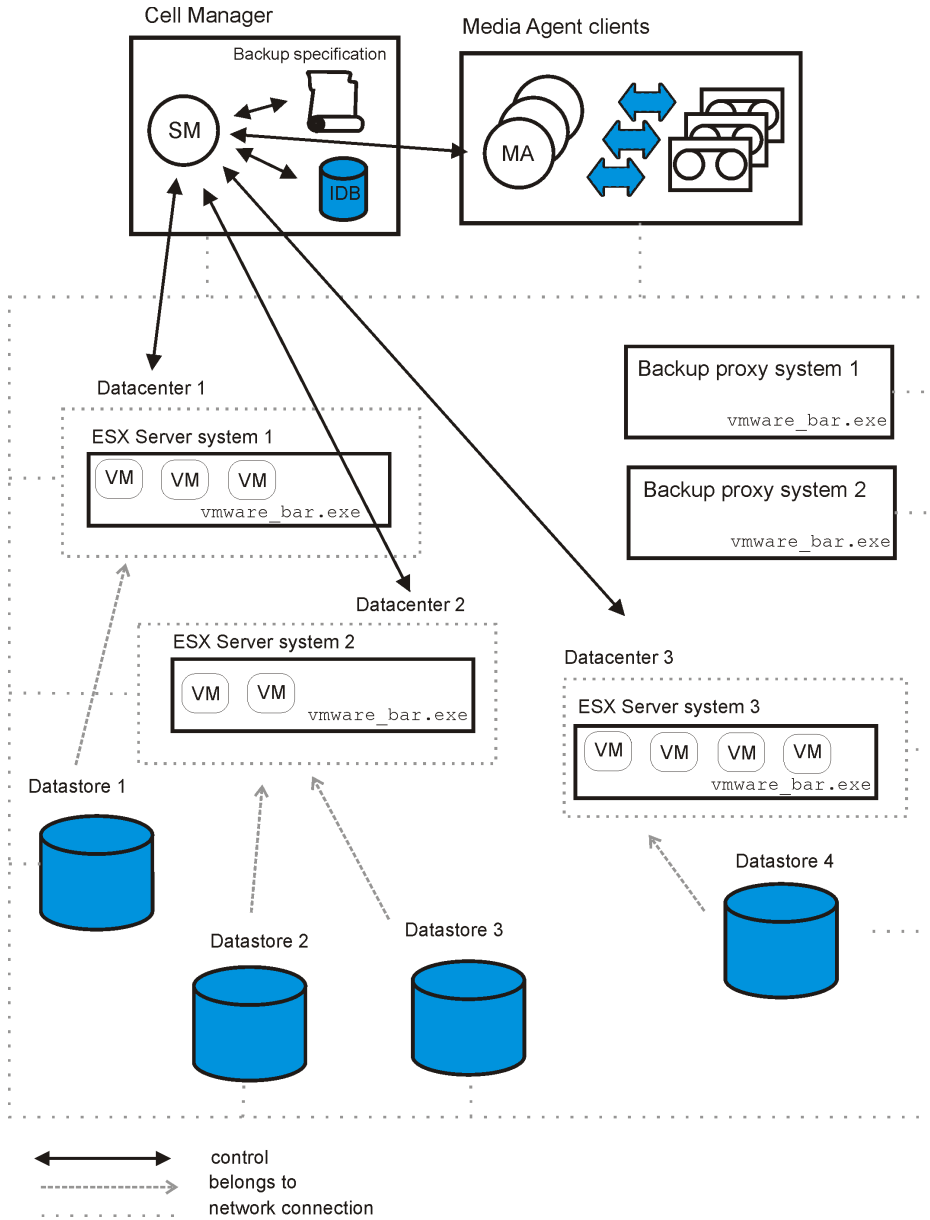 Cell Manager
Media Agent clients
Backup specification
SM
MA
IDB
Datacenter 1
ESX Server system 1
VM
VM
VM
vmware_bar.exe
Backup proxy system 1
vmware_bar.exe
Backup proxy system 2
vmware_bar.exe
Datacenter 2
ESX Server system 2
VM
VM
vmware_bar.exe
Datacenter 3
ESX Server system 3
VM
VM
VM
VM
vmware_bar.exe
Datastore 1
Datastore 2
Datastore 3
Datastore 4
control
belongs to
network connection